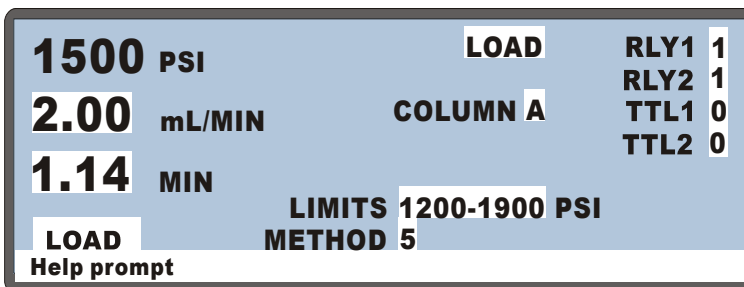 1500 PSI
LOAD
RLY1 1
RLY2 1
2.00 mL/MIN
COLUMN A
TTL1 0
TTL2 0
1.14 MIN
LIMITS 1200-1900 PSI
LOAD
METHOD 5
Help prompt